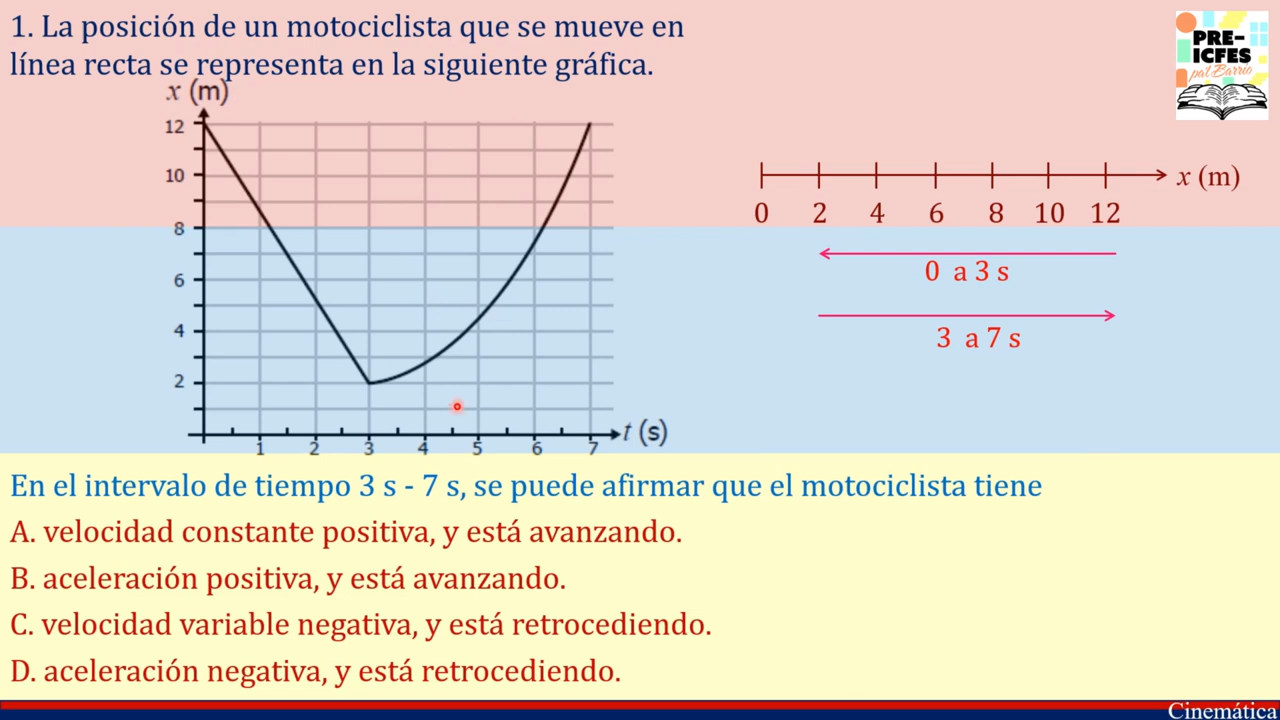 1. La posición de un motociclista que se mueve en
línea recta se representa en la siguiente gráfica.
PRE-
ICFES
pal Barrio
x (m)
12
10
8
6
4
2
1 2 3 4 5 6 7
t (s)
x (m)
0 2 4 6 8 10 12
0 a 3 s
3 a 7 s
En el intervalo de tiempo 3 s - 7 s, se puede afirmar que el motociclista tiene
A. velocidad constante positiva, y está avanzando.
B. aceleración positiva, y está avanzando.
C. velocidad variable negativa, y está retrocediendo.
D. aceleración negativa, y está retrocediendo.
Cinemática